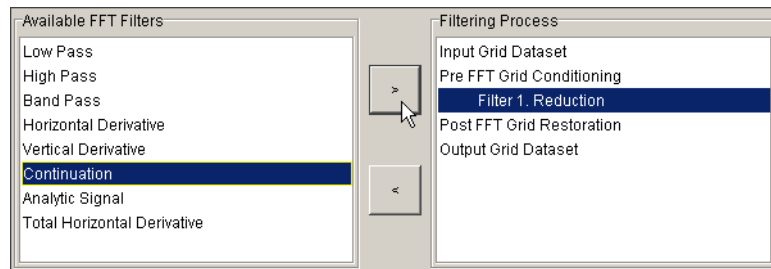 Available FFT Filters
Low Pass
High Pass
Band Pass
Horizontal Derivative
Vertical Derivative
Continuation
Analytic Signal
Total Horizontal Derivative
>
<
Filtering Process
Input Grid Dataset
Pre FFT Grid Conditioning
Filter 1. Reduction
Post FFT Grid Restoration
Output Grid Dataset